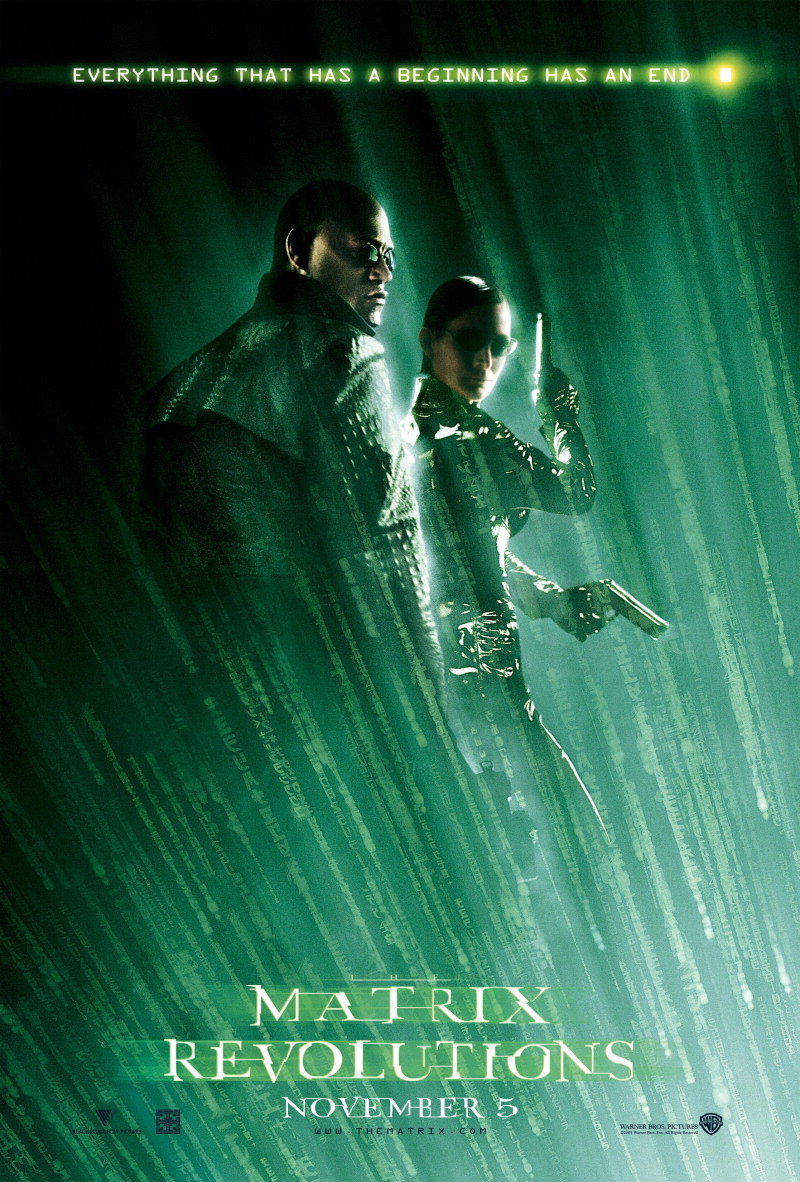 EVERYTHING THAT HAS A BEGINNING HAS AN END
THE
MATRIX
REVOLUTIONS
NOVEMBER 5
WWW.THEMATRIX.COM
WARNER BROS. PICTURES